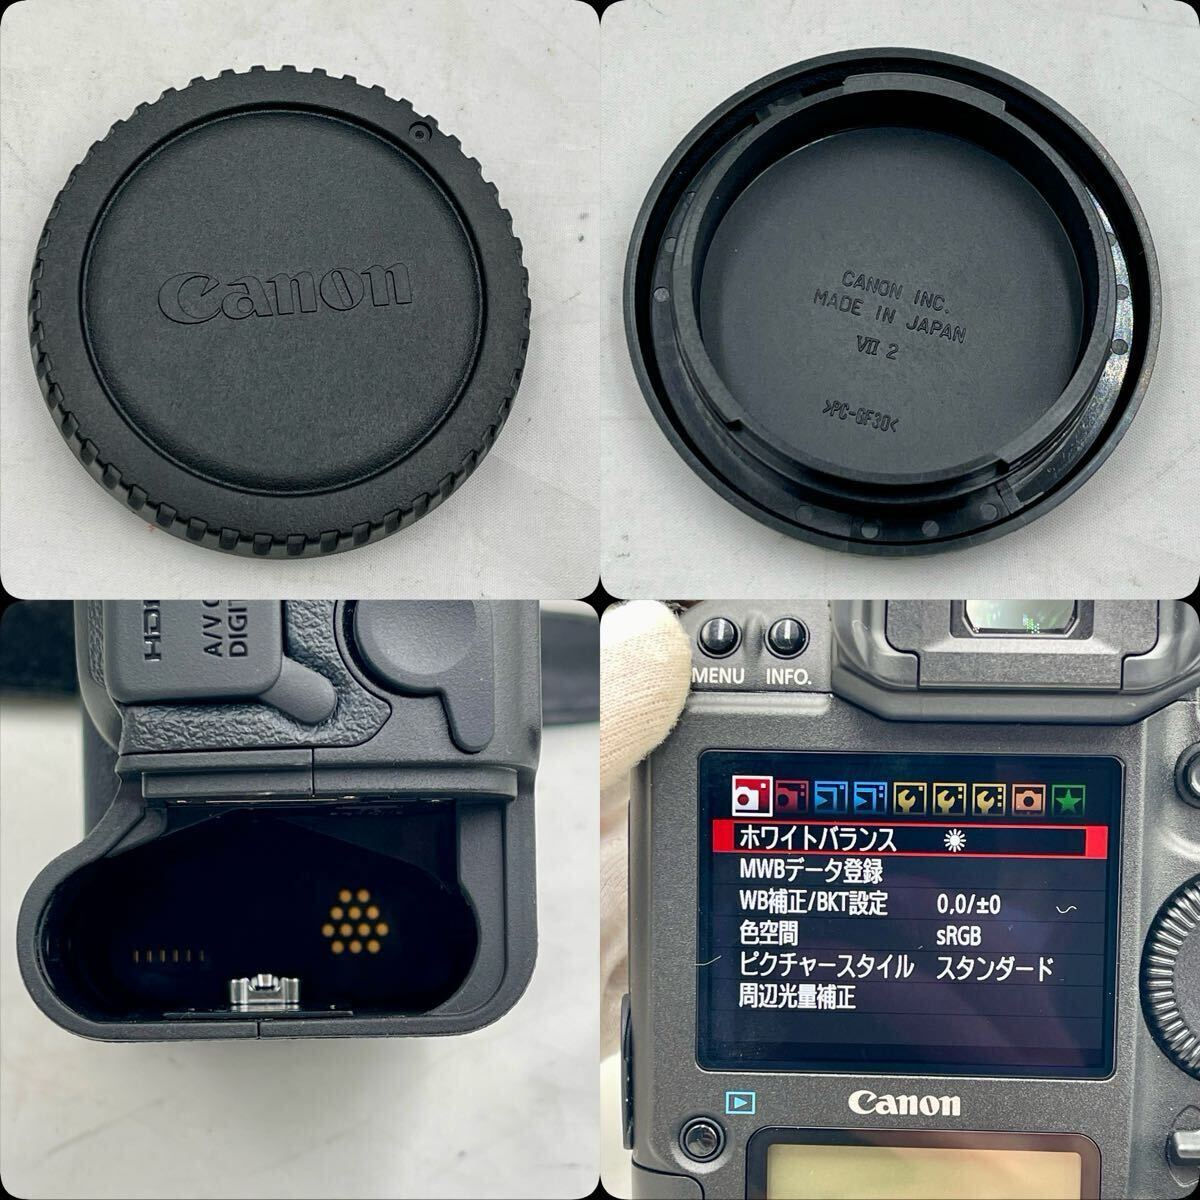 Canon
CANON INC.
MADE IN JAPAN
VII 2
>PC-GF30<
MENU
INFO.
ホワイトバランス
MWBデータ登録
WB補正/BKT設定 0,0/±0
色空間 sRGB
ピクチャースタイル スタンダード
周辺光量補正
Canon